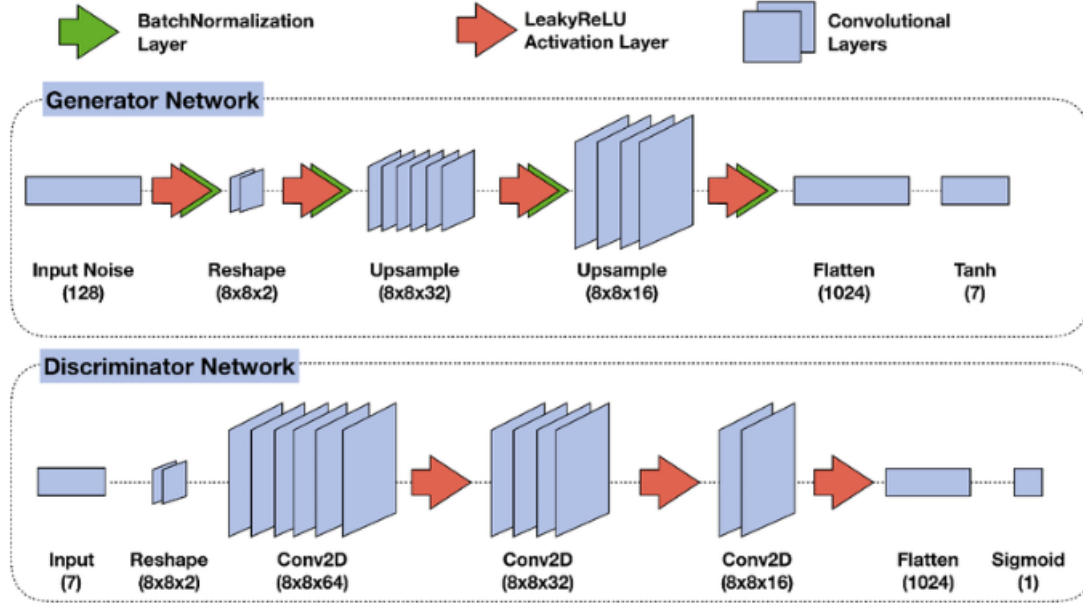 BatchNormalization
Layer
LeakyReLU
Activation Layer
Convolutional
Layers
Generator Network
Input Noise
(128)
Reshape
(8x8x2)
Upsample
(8x8x32)
Upsample
(8x8x16)
Flatten
(1024)
Tanh
(7)
Discriminator Network
Input
(7)
Reshape
(8x8x2)
Conv2D
(8x8x64)
Conv2D
(8x8x32)
Conv2D
(8x8x16)
Flatten
(1024)
Sigmoid
(1)